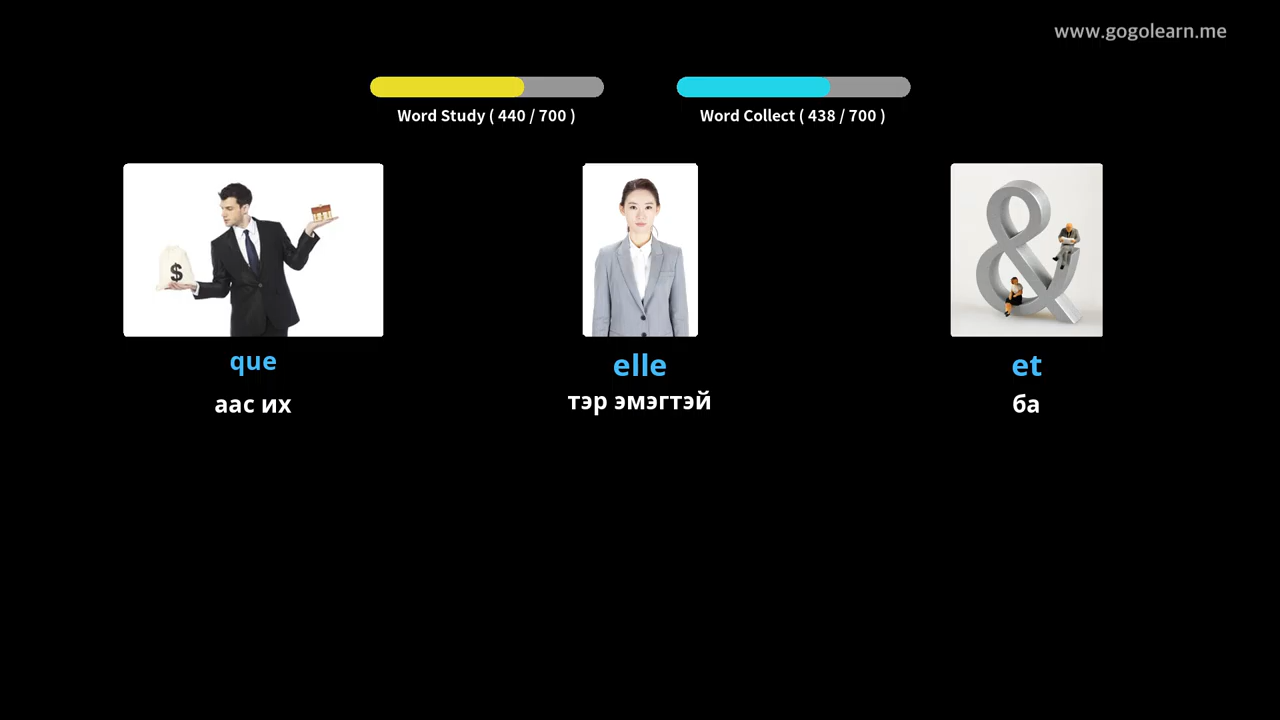 www.gogolearn.me
Word Study ( 440 / 700 )
Word Collect ( 438 / 700 )
$
&
que
elle
et
аас их
тэр эмэгтэй
ба